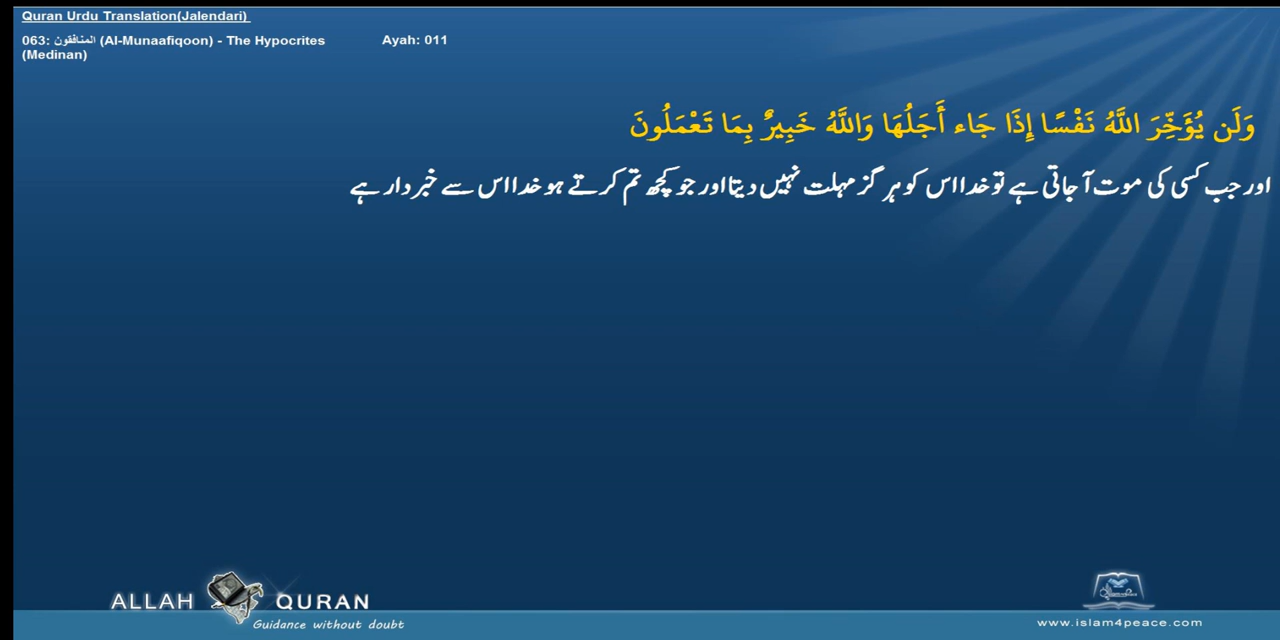 Quran Urdu Translation(Jalendari)
063: المنافقون (Al-Munaafiqoon) - The Hypocrites
(Medinan)
Ayah: 011
وَلَن يُؤَخِّرَ اللَّهُ نَفْسًا إِذَا جَاء أَجَلُهَا وَاللَّهُ خَبِيرٌ بِمَا تَعْمَلُونَ
اور جب کسی کی موت آجاتی ہے تو خدا اس کو ہر گز مہلت نہیں دیتا اور جو کچھ تم کرتے ہو خدا اس سے خبردار ہے
ALLAH QURAN
Guidance without doubt
www.islam4peace.com